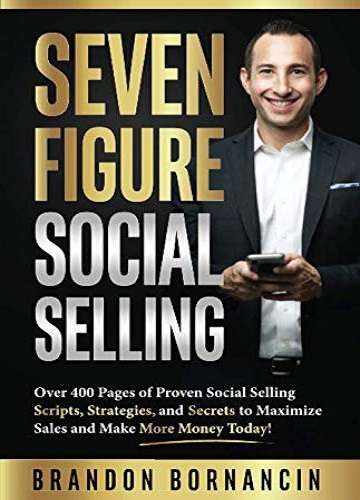 SEVEN
FIGURE
SOCIAL
SELLING
Over 400 Pages of Proven Social Selling
Scripts, Strategies, and Secrets to Maximize
Sales and Make More Money Today!
BRANDON BORNANCIN